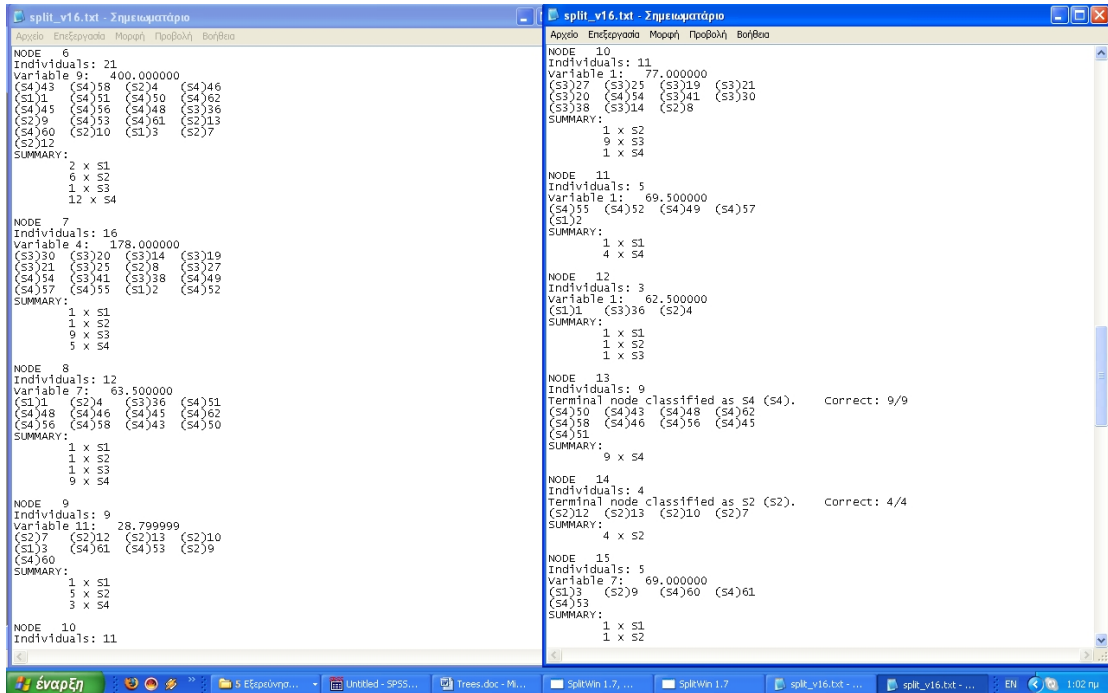 split_v16.txt - Σημειωματάριο
Αρχείο Επεξεργασία Μορφή Προβολή Βοήθεια
NODE 6
Individuals: 21
Variable 9: 400.000000
(S4)43 (S4)58 (S2)4 (S4)46
(S1)1 (S4)51 (S4)50 (S4)62
(S4)45 (S4)56 (S4)48 (S3)36
(S2)9 (S4)53 (S4)61 (S2)13
(S4)60 (S2)10 (S1)3 (S2)7
(S2)12
SUMMARY:
2 x S1
6 x S2
1 x S3
12 x S4
NODE 7
Individuals: 16
Variable 4: 178.000000
(S3)30 (S3)20 (S3)14 (S3)19
(S3)21 (S3)25 (S2)8 (S3)27
(S4)54 (S3)41 (S3)38 (S4)49
(S4)57 (S4)55 (S1)2 (S4)52
SUMMARY:
1 x S1
1 x S2
9 x S3
5 x S4
NODE 8
Individuals: 12
Variable 7: 63.500000
(S1)1 (S2)4 (S3)36 (S4)51
(S4)48 (S4)46 (S4)45 (S4)62
(S4)56 (S4)58 (S4)43 (S4)50
SUMMARY:
1 x S1
1 x S2
1 x S3
9 x S4
NODE 9
Individuals: 9
Variable 11: 28.799999
(S2)7 (S2)12 (S2)13 (S2)10
(S1)3 (S4)61 (S4)53 (S2)9
(S4)60
SUMMARY:
1 x S1
5 x S2
3 x S4
NODE 10
Individuals: 11
split_v16.txt - Σημειωματάριο
Αρχείο Επεξεργασία Μορφή Προβολή Βοήθεια
NODE 10
Individuals: 11
Variable 1: 77.000000
(S3)27 (S3)25 (S3)19 (S3)21
(S3)20 (S4)54 (S3)41 (S3)30
(S3)38 (S3)14 (S2)8
SUMMARY:
1 x S2
9 x S3
1 x S4
NODE 11
Individuals: 5
Variable 1: 69.500000
(S4)55 (S4)52 (S4)49 (S4)57
(S1)2
SUMMARY:
1 x S1
4 x S4
NODE 12
Individuals: 3
Variable 1: 62.500000
(S1)1 (S3)36 (S2)4
SUMMARY:
1 x S1
1 x S2
1 x S3
NODE 13
Individuals: 9
Terminal node classified as S4 (S4). Correct: 9/9
(S4)50 (S4)43 (S4)48 (S4)62
(S4)58 (S4)46 (S4)56 (S4)45
(S4)51
SUMMARY:
9 x S4
NODE 14
Individuals: 4
Terminal node classified as S2 (S2). Correct: 4/4
(S2)12 (S2)13 (S2)10 (S2)7
SUMMARY:
4 x S2
NODE 15
Individuals: 5
Variable 7: 69.000000
(S1)3 (S2)9 (S4)60 (S4)61
(S4)53
SUMMARY:
1 x S1
1 x S2
έναρξη » 5 Εξερεύνησ... Untitled - SPSS... Trees.doc - Mi... SplitWin 1.7, ... SplitWin 1.7 split_v16.txt - ... split_v16.txt - ... EN 1:02 πμ